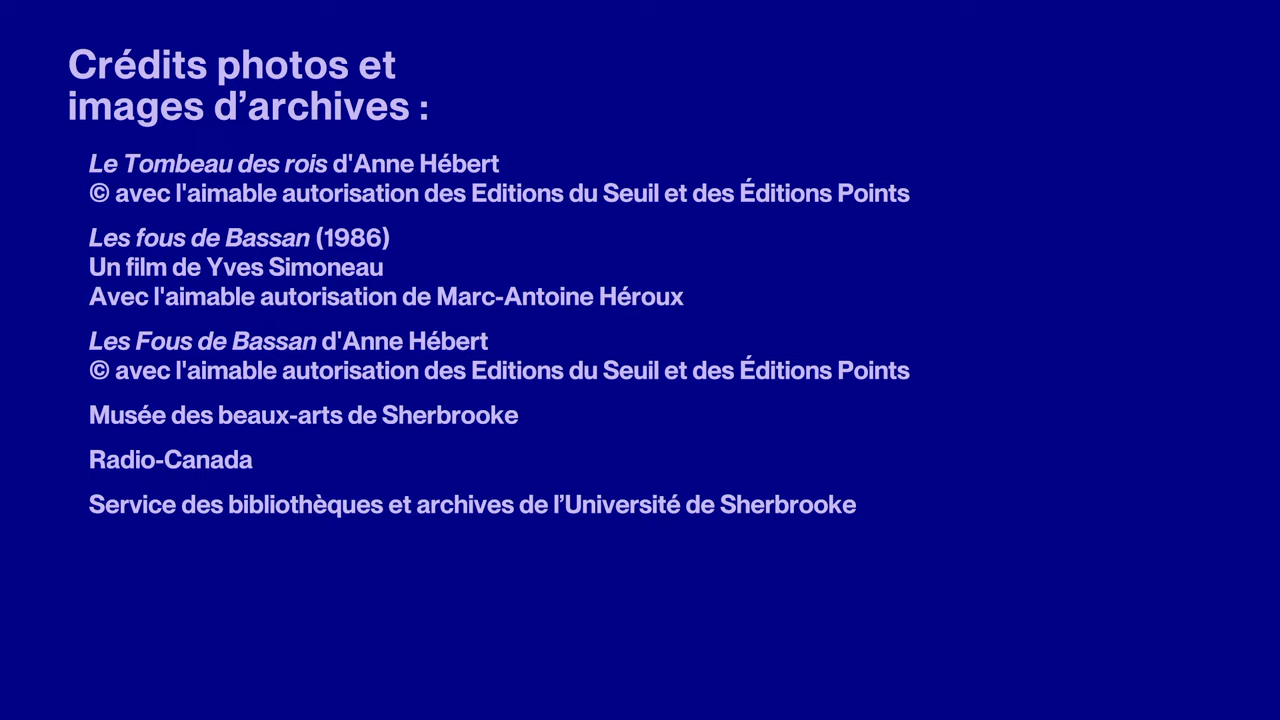 Crédits photos et
images d’archives :
Le Tombeau des rois d'Anne Hébert
© avec l'aimable autorisation des Editions du Seuil et des Éditions Points
Les fous de Bassan (1986)
Un film de Yves Simoneau
Avec l'aimable autorisation de Marc-Antoine Héroux
Les Fous de Bassan d'Anne Hébert
© avec l'aimable autorisation des Editions du Seuil et des Éditions Points
Musée des beaux-arts de Sherbrooke
Radio-Canada
Service des bibliothèques et archives de l’Université de Sherbrooke